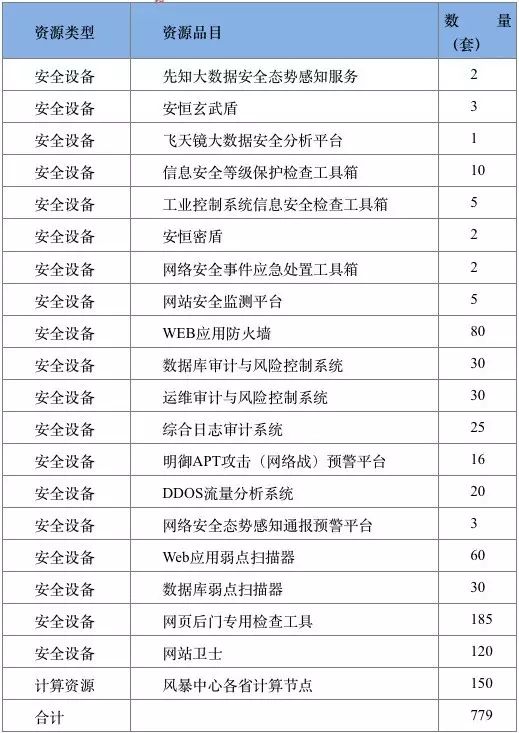 资源类型 资源品目 数 量
（套）
安全设备 先知大数据安全态势感知服务 2
安全设备 安恒玄武盾 3
安全设备 飞天镜大数据安全分析平台 1
安全设备 信息安全等级保护检查工具箱 10
安全设备 工业控制系统信息安全检查工具箱 5
安全设备 安恒密盾 2
安全设备 网络安全事件应急处置工具箱 2
安全设备 网站安全监测平台 5
安全设备 WEB应用防火墙 80
安全设备 数据库审计与风险控制系统 30
安全设备 运维审计与风险控制系统 30
安全设备 综合日志审计系统 25
安全设备 明御APT攻击（网络战）预警平台 16
安全设备 DDOS流量分析系统 20
安全设备 网络安全态势感知通报预警平台 3
安全设备 Web应用弱点扫描器 60
安全设备 数据库弱点扫描器 30
安全设备 网页后门专用检查工具 185
安全设备 网站卫士 120
计算资源 风暴中心各省计算节点 150
合计 779